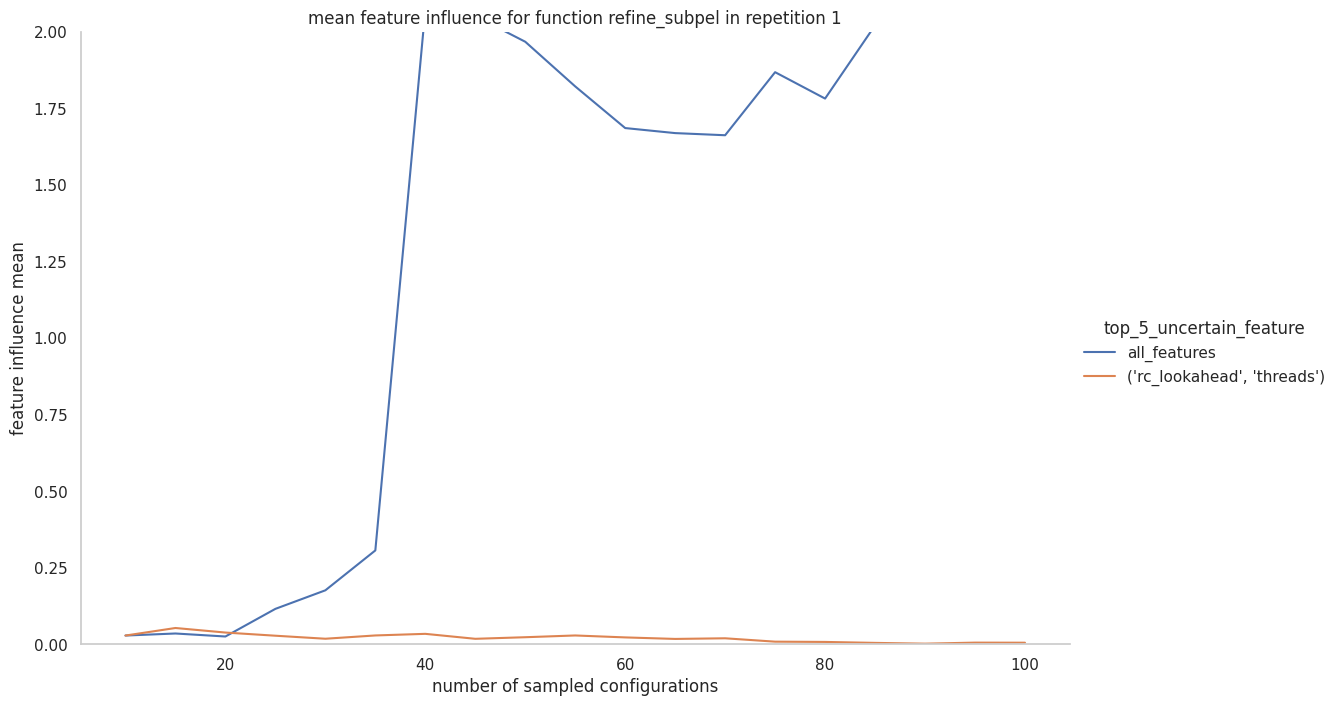 mean feature influence for function refine_subpel in repetition 1
2.00
1.75
1.50
1.25
1.00
0.75
0.50
0.25
0.00
feature influence mean
20
40
60
80
100
number of sampled configurations
top_5_uncertain_feature
all_features
('rc_lookahead', 'threads')